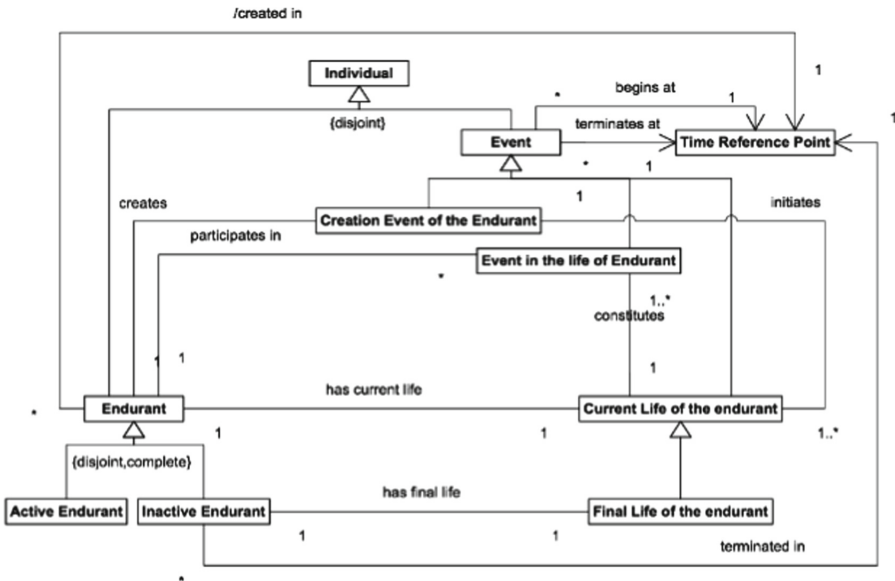 /created in
Individual
1
begins at
*
1
1
{disjoint}
terminates at
Event
Time Reference Point
*
1
creates
1
initiates
Creation Event of the Endurant
participates in
Event in the life of Endurant
*
1..*
constitutes
1
1
1
has current life
*
Endurant
Current Life of the endurant
1
1
1..*
{disjoint,complete}
has final life
Active Endurant
Inactive Endurant
Final Life of the endurant
1
1
terminated in
*